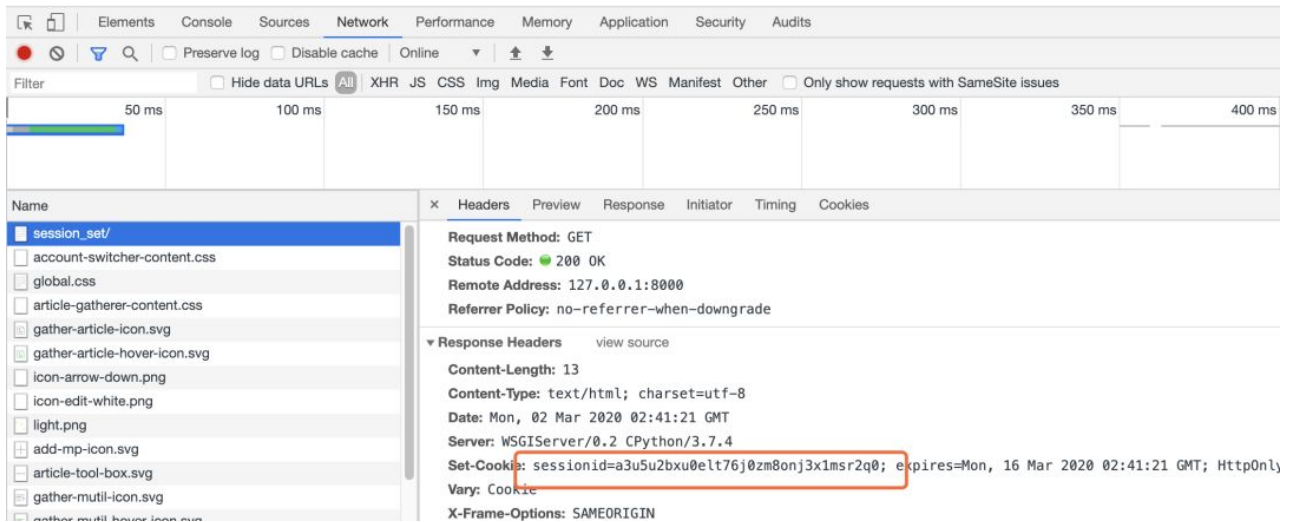 Elements Console Sources Network Performance Memory Application Security Audits
Preserve log Disable cache Online
Filter Hide data URLs All XHR JS CSS Img Media Font Doc WS Manifest Other Only show requests with SameSite issues
50 ms 100 ms 150 ms 200 ms 250 ms 300 ms 350 ms 400 ms
Name
session_set/
account-switcher-content.css
global.css
article-gatherer-content.css
gather-article-icon.svg
gather-article-hover-icon.svg
icon-arrow-down.png
icon-edit-white.png
light.png
add-mp-icon.svg
article-tool-box.svg
gather-mutil-icon.svg
gather-mutil-hover-icon.svg
× Headers Preview Response Initiator Timing Cookies
Request Method: GET
Status Code: 200 OK
Remote Address: 127.0.0.1:8000
Referrer Policy: no-referrer-when-downgrade
Response Headers view source
Content-Length: 13
Content-Type: text/html; charset=utf-8
Date: Mon, 02 Mar 2020 02:41:21 GMT
Server: WSGIServer/0.2 CPython/3.7.4
Set-Cookie: sessionid=a3u5u2bxu0elt76j0zm8onj3x1msr2q0; expires=Mon, 16 Mar 2020 02:41:21 GMT; HttpOnly
Vary: Cookie
X-Frame-Options: SAMEORIGIN